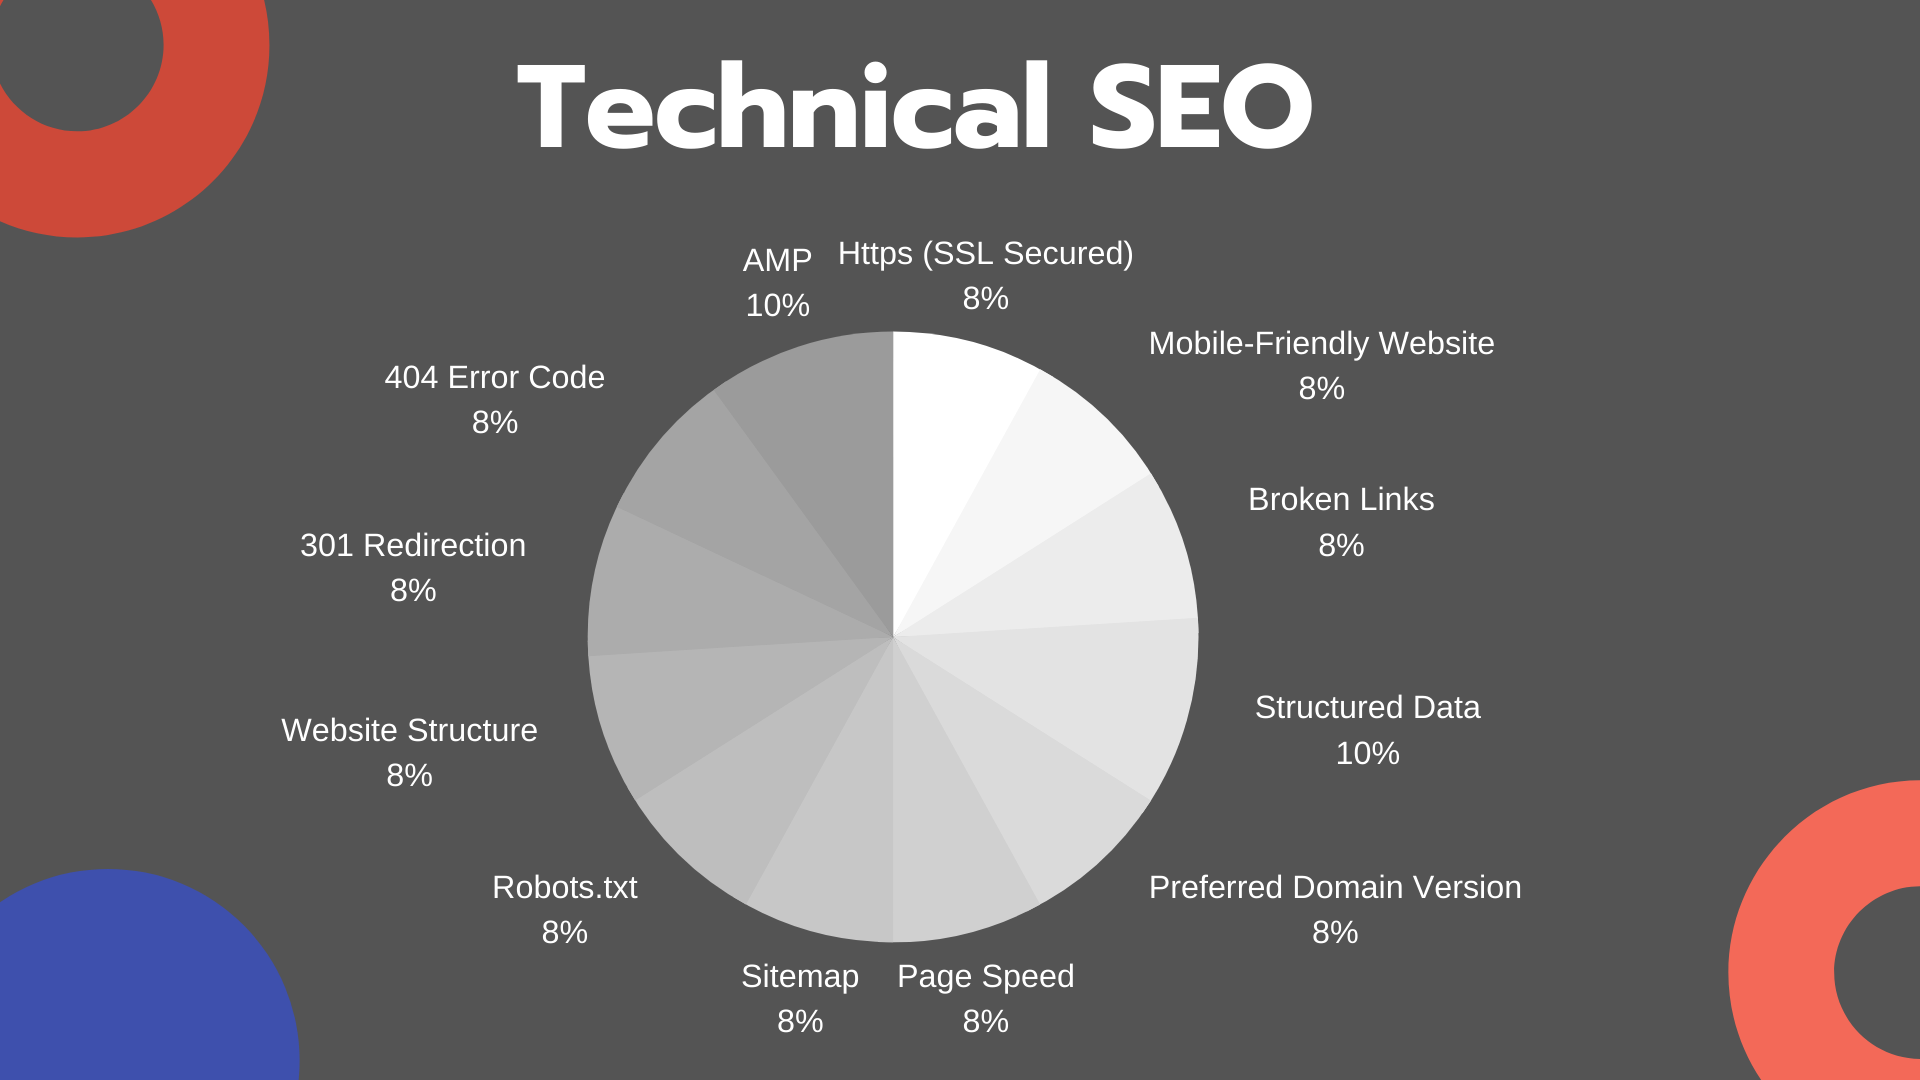 Technical SEO
AMP
10%
Https (SSL Secured)
8%
Mobile-Friendly Website
8%
Broken Links
8%
Structured Data
10%
Preferred Domain Version
8%
Page Speed
8%
Sitemap
8%
Robots.txt
8%
Website Structure
8%
301 Redirection
8%
404 Error Code
8%